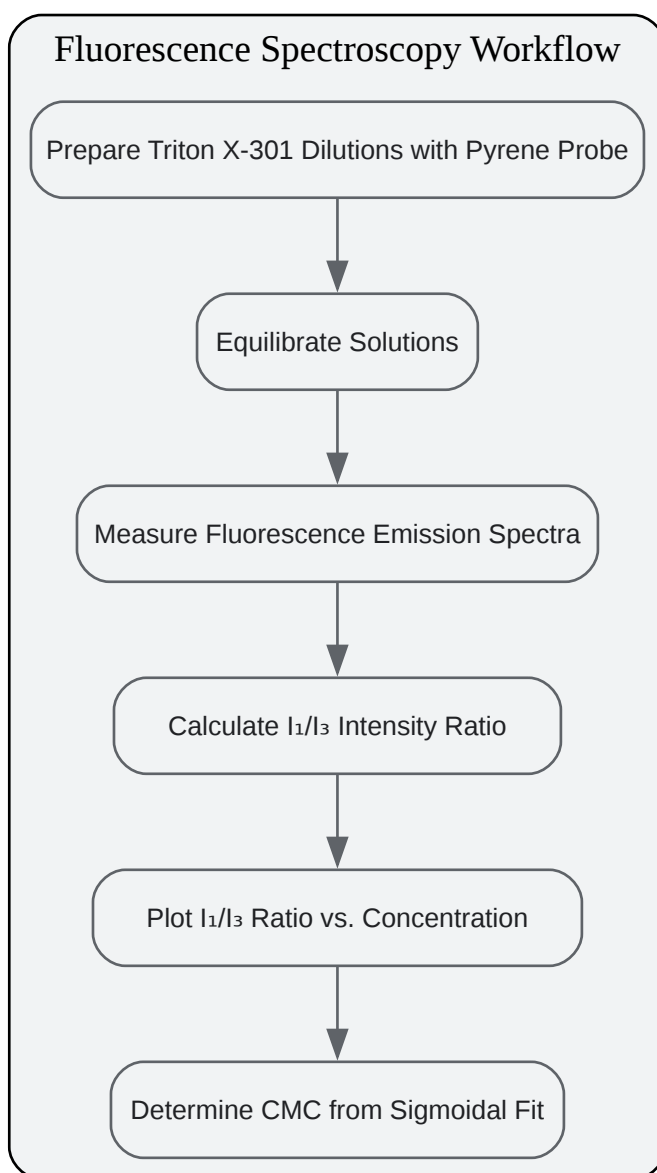 Fluorescence Spectroscopy Workflow
Prepare Triton X-301 Dilutions with Pyrene Probe
Equilibrate Solutions
Measure Fluorescence Emission Spectra
Calculate I₁/I₃ Intensity Ratio
Plot I₁/I₃ Ratio vs. Concentration
Determine CMC from Sigmoidal Fit